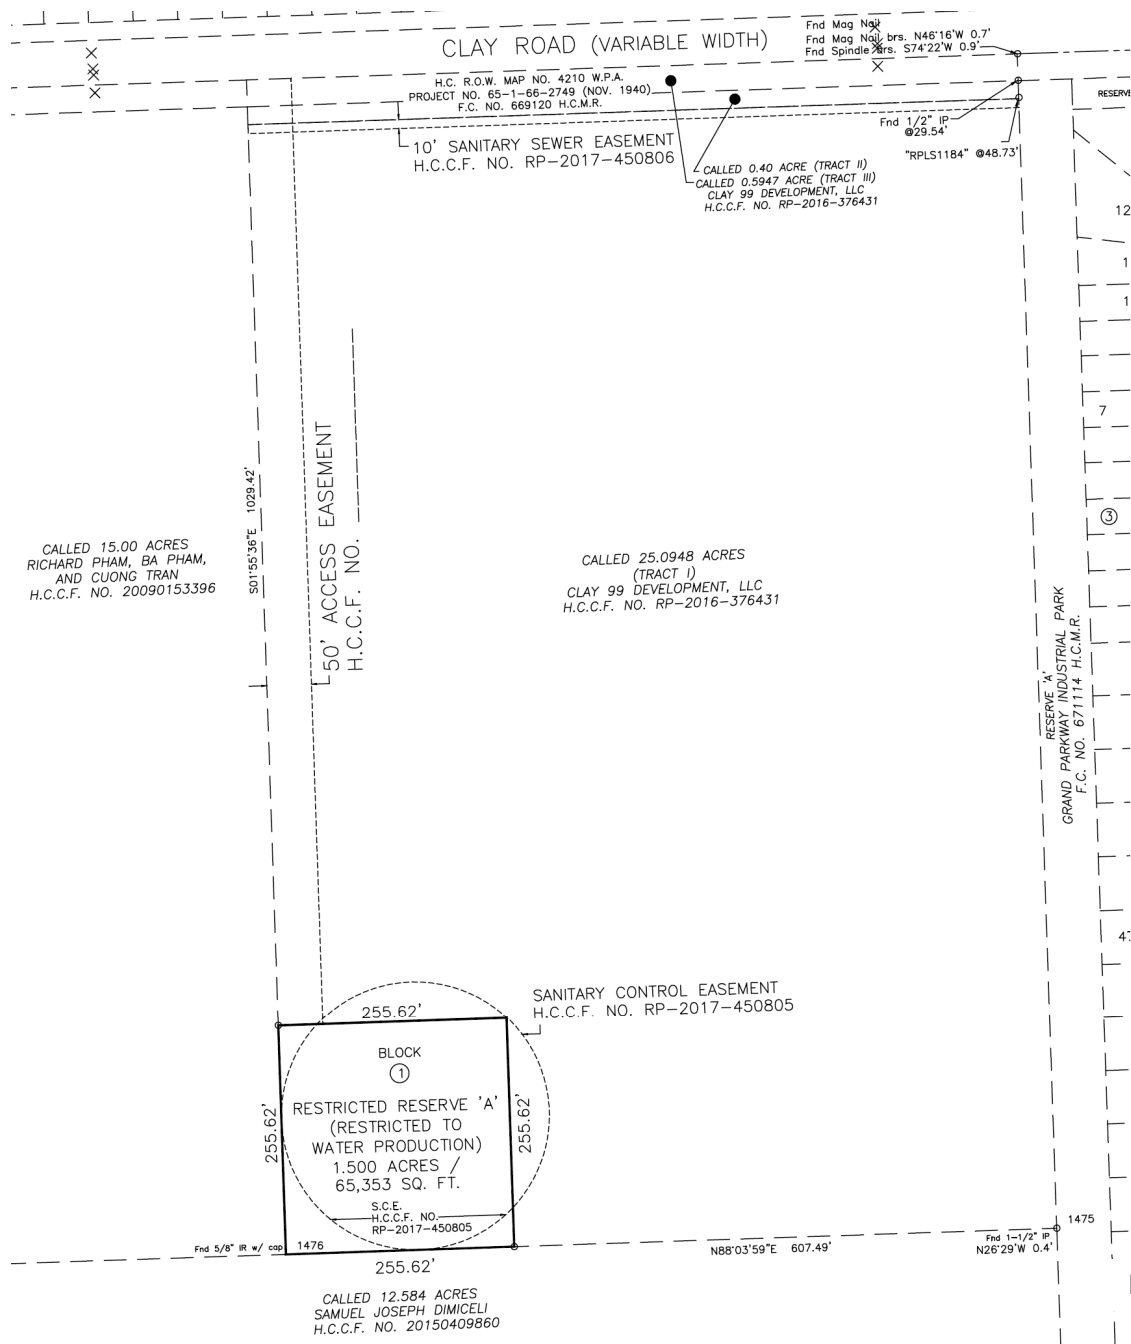 CLAY ROAD (VARIABLE WIDTH)
Fnd Mag Nail
Fnd Mag Nail brs. N46°16'W 0.7'
Fnd Spindle brs. S74°22'W 0.9'
H.C. R.O.W. MAP NO. 4210 W.P.A.
PROJECT NO. 65-1-66-2749 (NOV. 1940)
F.C. NO. 669120 H.C.M.R.
RESERVE
Fnd 1/2" IP
@29.54'
"RPLS1184" @48.73'
10' SANITARY SEWER EASEMENT
H.C.C.F. NO. RP-2017-450806
CALLED 0.40 ACRE (TRACT II)
CALLED 0.5947 ACRE (TRACT III)
CLAY 99 DEVELOPMENT, LLC
H.C.C.F. NO. RP-2016-376431
12
1
1
7
3
47
S01°55'36"E 1029.42'
50' ACCESS EASEMENT
H.C.C.F. NO.
CALLED 15.00 ACRES
RICHARD PHAM, BA PHAM,
AND CUONG TRAN
H.C.C.F. NO. 20090153396
CALLED 25.0948 ACRES
(TRACT I)
CLAY 99 DEVELOPMENT, LLC
H.C.C.F. NO. RP-2016-376431
RESERVE 'A'
GRAND PARKWAY INDUSTRIAL PARK
F.C. NO. 671114 H.C.M.R.
SANITARY CONTROL EASEMENT
H.C.C.F. NO. RP-2017-450805
255.62'
BLOCK
1
RESTRICTED RESERVE 'A'
(RESTRICTED TO
WATER PRODUCTION)
1.500 ACRES /
65,353 SQ. FT.
255.62'
255.62'
S.C.E.
H.C.C.F. NO.
RP-2017-450805
Fnd 5/8" IR w/ cap
1476
255.62'
N88°03'59"E 607.49'
1475
Fnd 1-1/2" IP
N26°29'W 0.4'
CALLED 12.584 ACRES
SAMUEL JOSEPH DIMICELI
H.C.C.F. NO. 20150409860